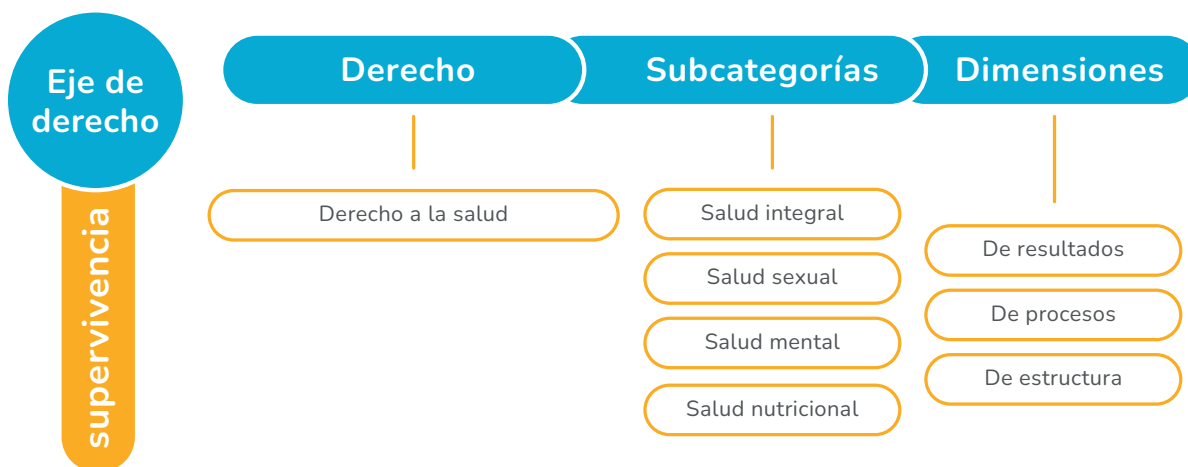 Eje de
derecho
supervivencia
Derecho
Subcategorías
Dimensiones
Derecho a la salud
Salud integral
Salud sexual
Salud mental
Salud nutricional
De resultados
De procesos
De estructura